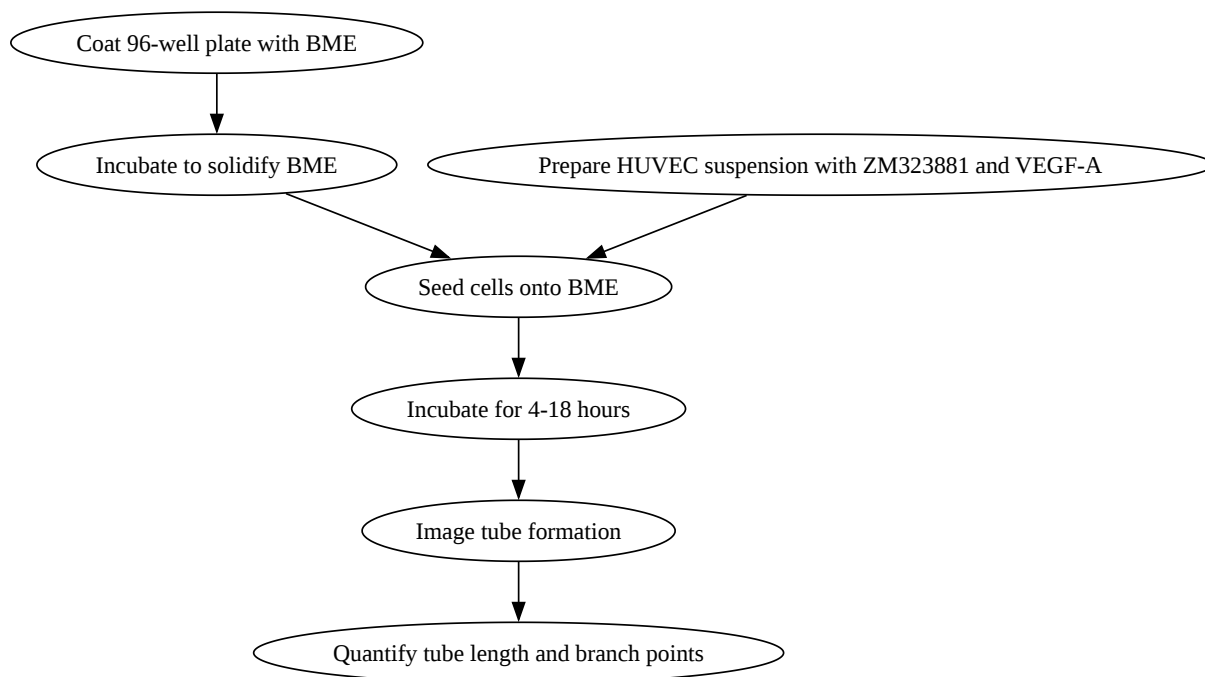 Coat 96-well plate with BME
Incubate to solidify BME
Prepare HUVEC suspension with ZM323881 and VEGF-A
Seed cells onto BME
Incubate for 4-18 hours
Image tube formation
Quantify tube length and branch points